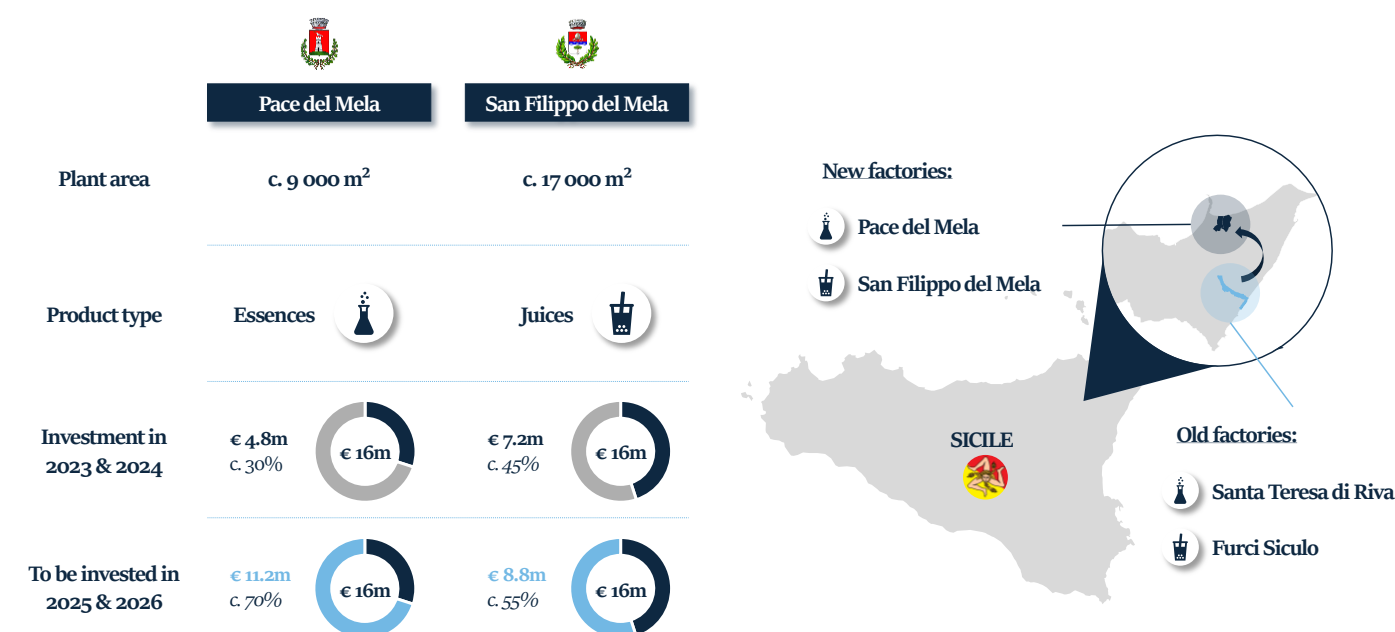 Pace del Mela
San Filippo del Mela
Plant area
c. 9 000 m²
c. 17 000 m²
Product type
Essences
Juices
Investment in
2023 & 2024
€ 4.8m
c. 30%
€ 16m
€ 7.2m
c. 45%
€ 16m
To be invested in
2025 & 2026
€ 11.2m
c. 70%
€ 16m
€ 8.8m
c. 55%
€ 16m
New factories:
Pace del Mela
San Filippo del Mela
SICILE
Old factories:
Santa Teresa di Riva
Furci Siculo